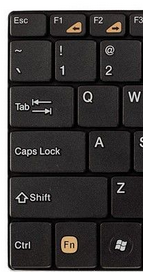 Esc F1 F2 F3
~ ! @
` 1 2
Tab Q W
Caps Lock A
Shift Z
Ctrl Fn